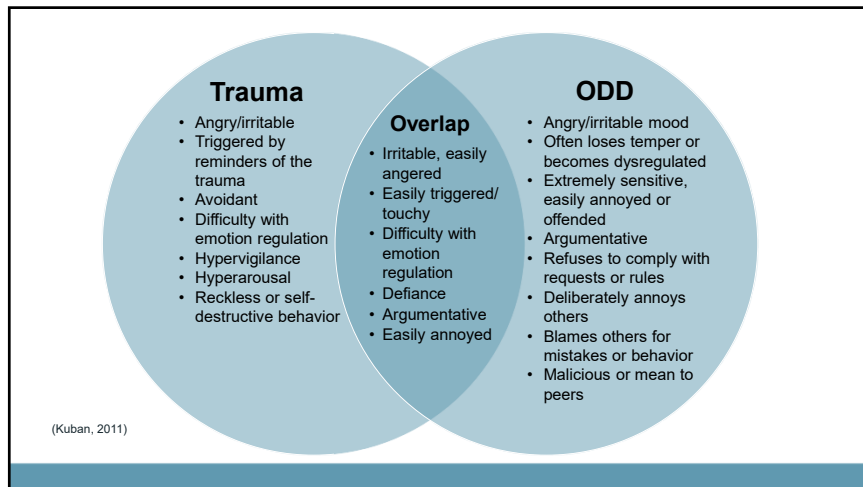 Trauma
• Angry/irritable
• Triggered by
reminders of the
trauma
• Avoidant
• Difficulty with
emotion regulation
• Hypervigilance
• Hyperarousal
• Reckless or self-
destructive behavior
Overlap
• Irritable, easily
angered
• Easily triggered/
touchy
• Difficulty with
emotion
regulation
• Defiance
• Argumentative
• Easily annoyed
ODD
• Angry/irritable mood
• Often loses temper or
becomes dysregulated
• Extremely sensitive,
easily annoyed or
offended
• Argumentative
• Refuses to comply with
requests or rules
• Deliberately annoys
others
• Blames others for
mistakes or behavior
• Malicious or mean to
peers
(Kuban, 2011)